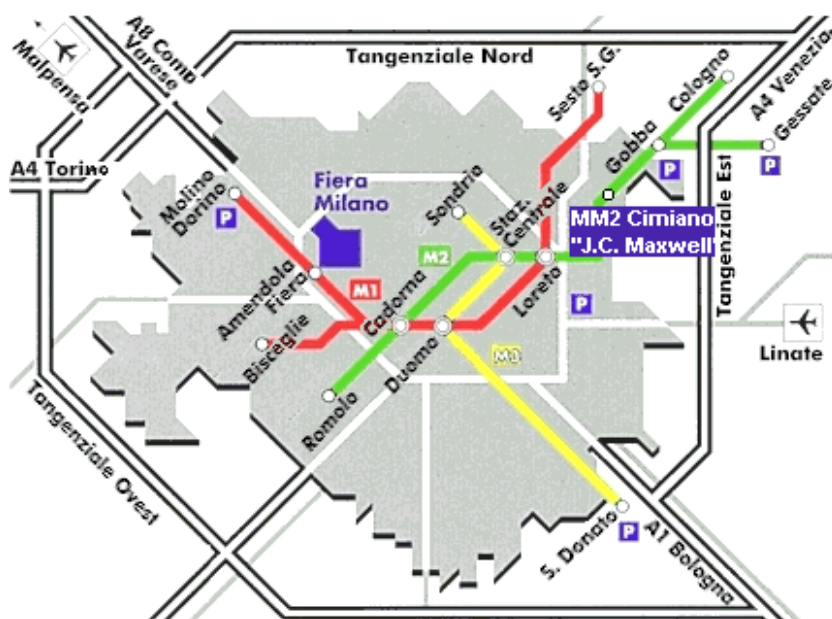 A8 Como
Varese
Malpensa
Tangenziale Nord
Sesto S.G.
Cologno
A4 Venezia
Gobba
Gessate
P
P
A4 Torino
Molino
Dorino
P
Fiera
Milano
Sondrio
Staz.
Centrale
MM2 Cimiano
"J.C. Maxwell"
Tangenziale Est
M2
M1
Amendola
Fiera
Cadorna
Loreto
P
Bisceglie
Duomo
M3
Linate
Romolo
Tangenziale Ovest
S. Donato
P
A1 Bologna